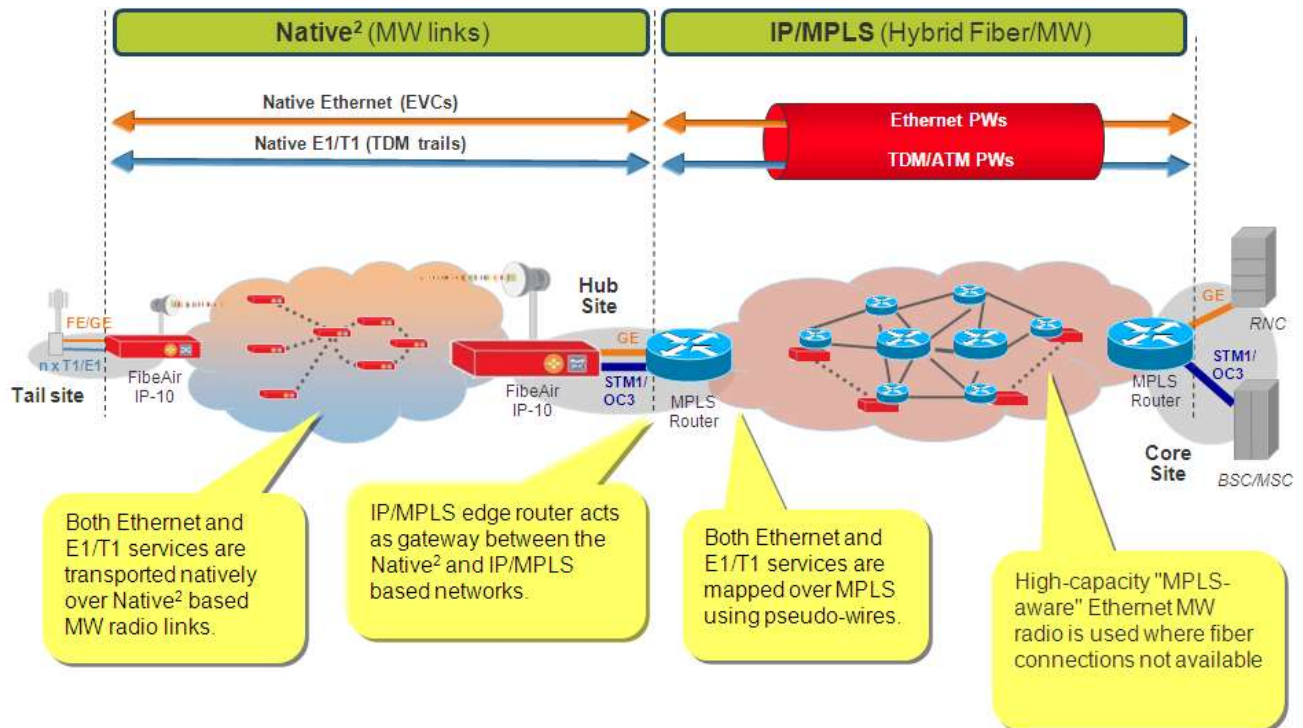 Native² (MW links)
IP/MPLS (Hybrid Fiber/MW)
Native Ethernet (EVCs)
Native E1/T1 (TDM trails)
Ethernet PWs
TDM/ATM PWs
Hub
Site
FE/GE
n x T1/E1
Tail site
FibeAir
IP-10
FibeAir
IP-10
GE
STM1/
OC3
MPLS
Router
MPLS
Router
GE
RNC
STM1/
OC3
Core
Site
BSC/MSC
Both Ethernet and
E1/T1 services are
transported natively
over Native² based
MW radio links.
IP/MPLS edge router acts
as gateway between the
Native² and IP/MPLS
based networks.
Both Ethernet and
E1/T1 services are
mapped over MPLS
using pseudo-wires.
High-capacity "MPLS-
aware" Ethernet MW
radio is used where fiber
connections not available